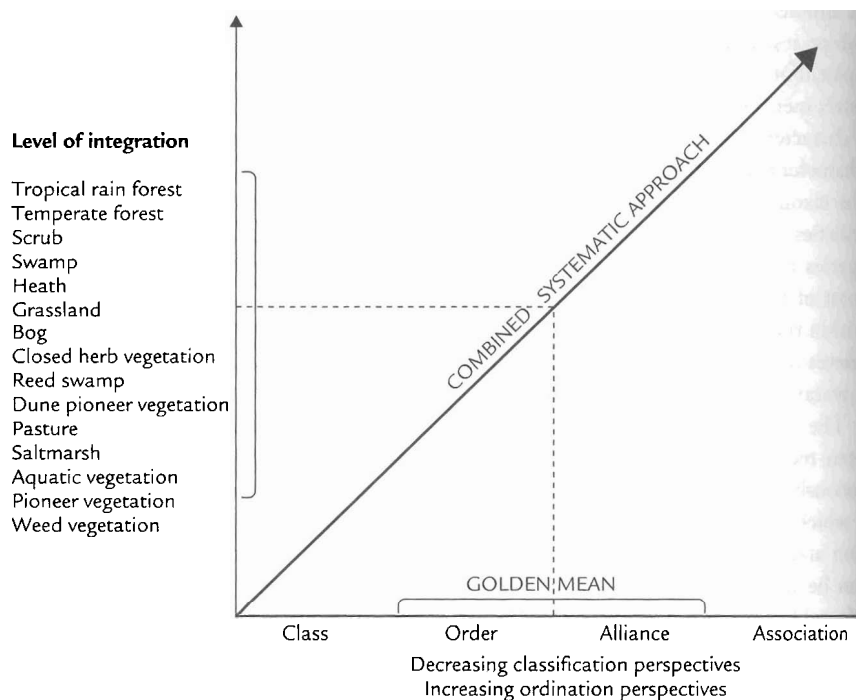 Level of integration
Tropical rain forest
Temperate forest
Scrub
Swamp
Heath
Grassland
Bog
Closed herb vegetation
Reed swamp
Dune pioneer vegetation
Pasture
Saltmarsh
Aquatic vegetation
Pioneer vegetation
Weed vegetation
COMBINED SYSTEMATIC APPROACH
GOLDEN MEAN
Class Order Alliance Association
Decreasing classification perspectives
Increasing ordination perspectives